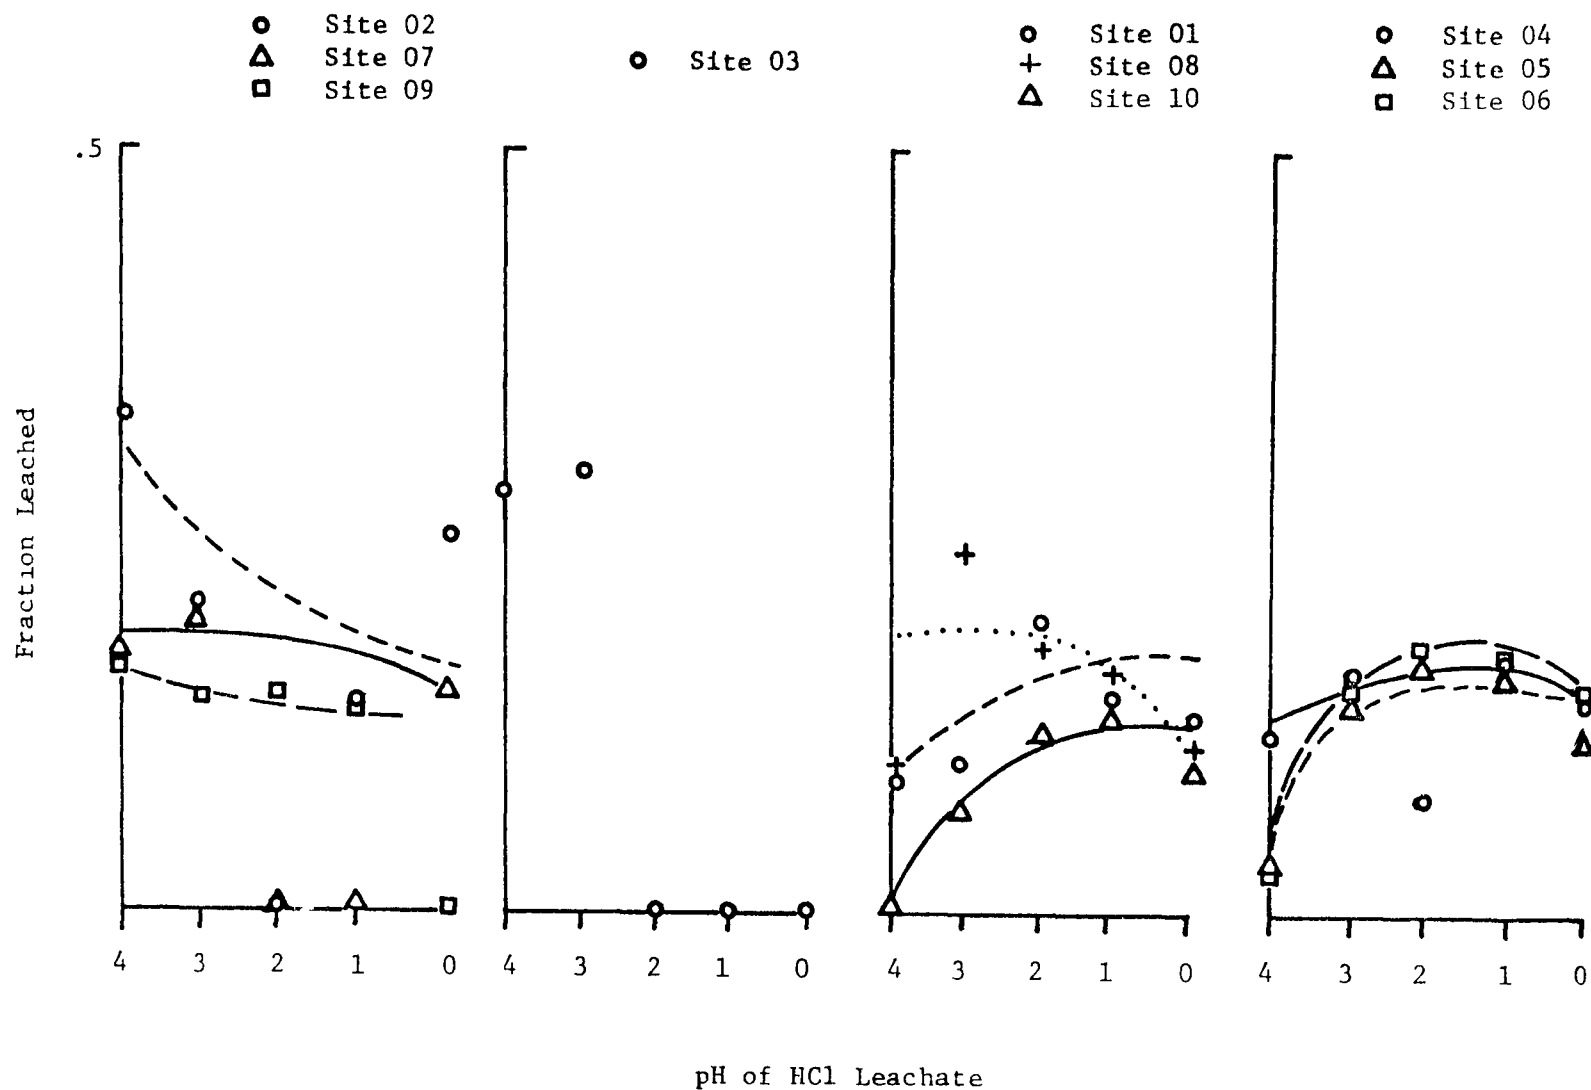 Site 02
Site 07
Site 09
Site 03
Site 01
Site 08
Site 10
Site 04
Site 05
Site 06
.5
Fraction Leached
4 3 2 1 0
4 3 2 1 0
4 3 2 1 0
4 3 2 1 0
pH of HCl Leachate